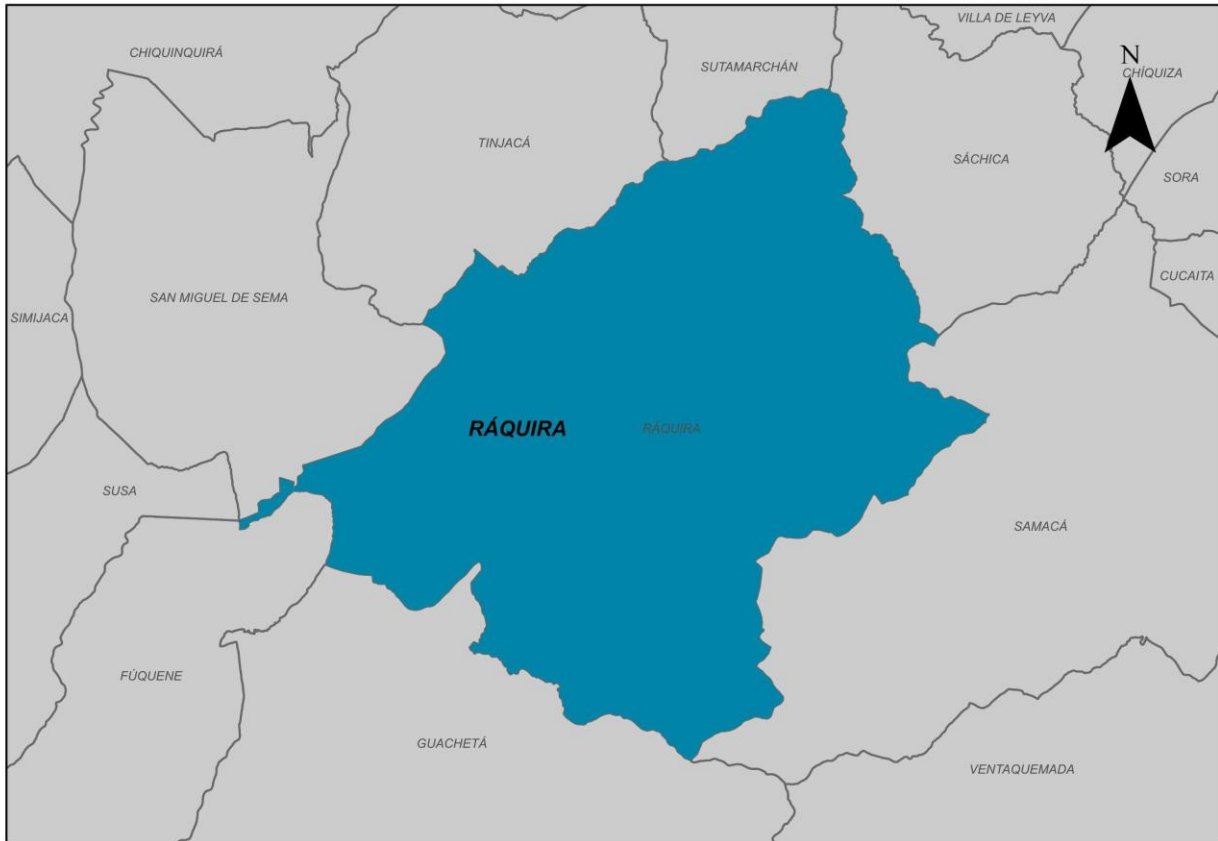 VILLA DE LEYVA
CHIQUINQUIRÁ
N
SUTAMARCHÁN
CHÍQUIZA
TINJACÁ
SÁCHICA
SORA
CUCAITA
SAN MIGUEL DE SEMA
SIMIJACA
RÁQUIRA
RÁQUIRA
SUSA
SAMACÁ
FÚQUENE
GUACHETÁ
VENTAQUEMADA